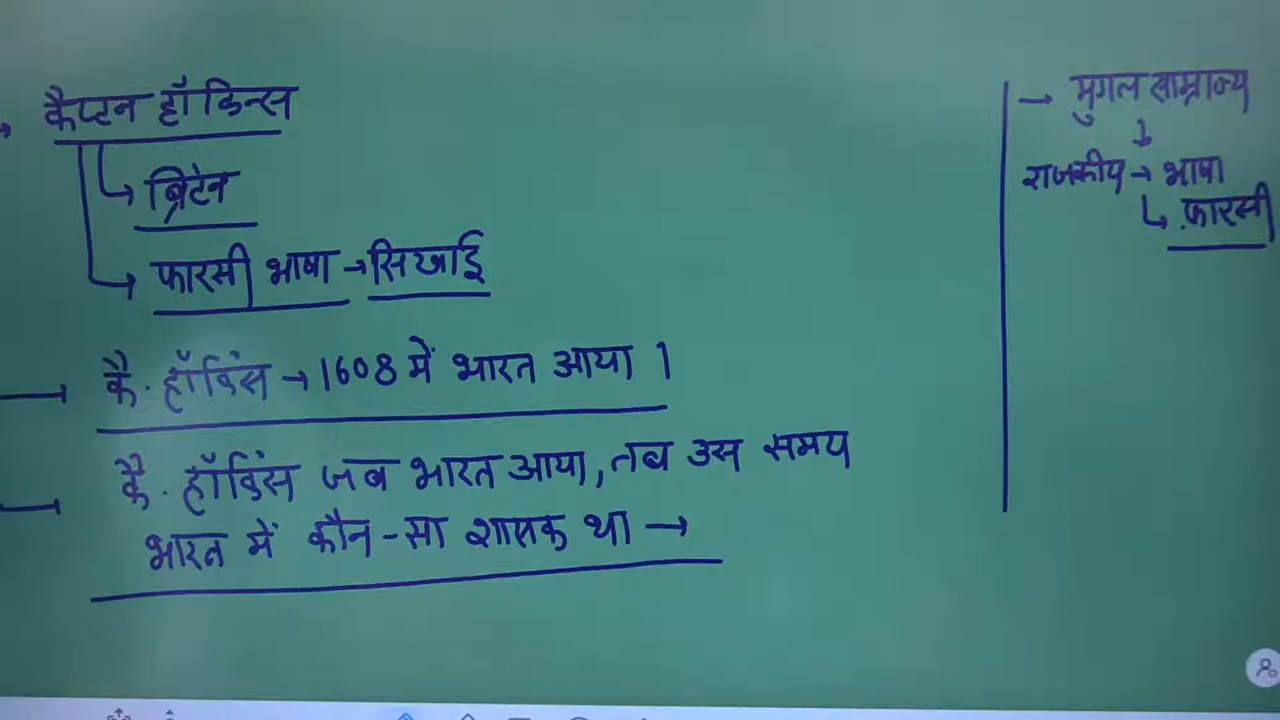 कैप्टन हॉकिन्स
ब्रिटेन
फारसी भाषा → सिखाई
कै. हॉकिंस → 1608 में भारत आया ।
कै. हॉकिंस जब भारत आया, तब उस समय
भारत में कौन-सा शासक था →
→ मुगल साम्राज्य
राजकीय → भाषा
फारसी